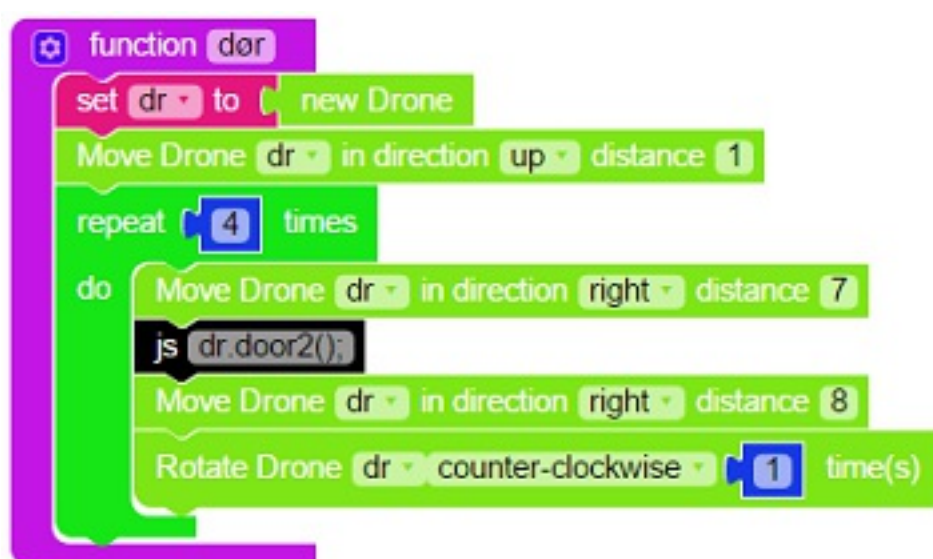 function dør
set dr to new Drone
Move Drone dr in direction up distance 1
repeat 4 times
do Move Drone dr in direction right distance 7
js dr.door2();
Move Drone dr in direction right distance 8
Rotate Drone dr counter-clockwise 1 time(s)